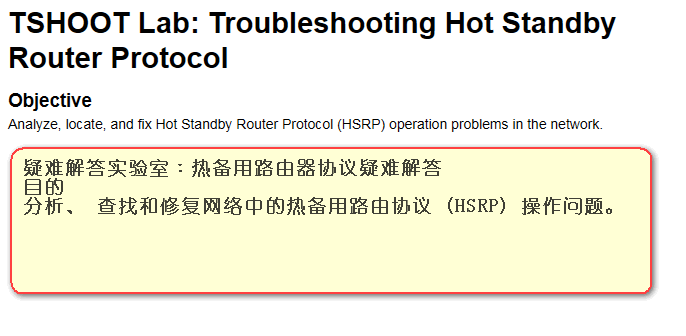 TSHOOT Lab: Troubleshooting Hot Standby
Router Protocol
Objective
Analyze, locate, and fix Hot Standby Router Protocol (HSRP) operation problems in the network.
疑难解答实验室：热备用路由器协议疑难解答
目的
分析、 查找和修复网络中的热备用路由协议 (HSRP) 操作问题。